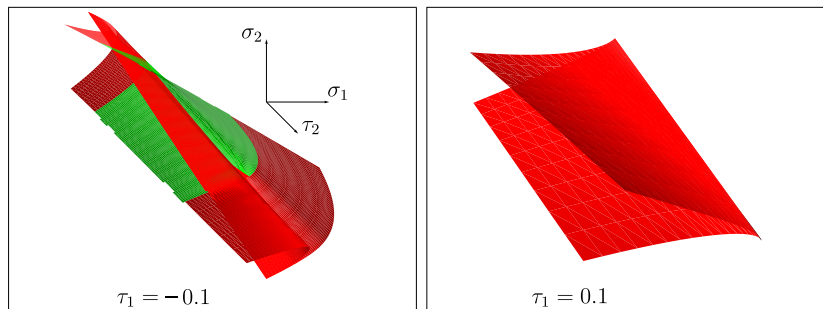 σ₂
σ₁
τ₂
τ₁ = −0.1
τ₁ = 0.1